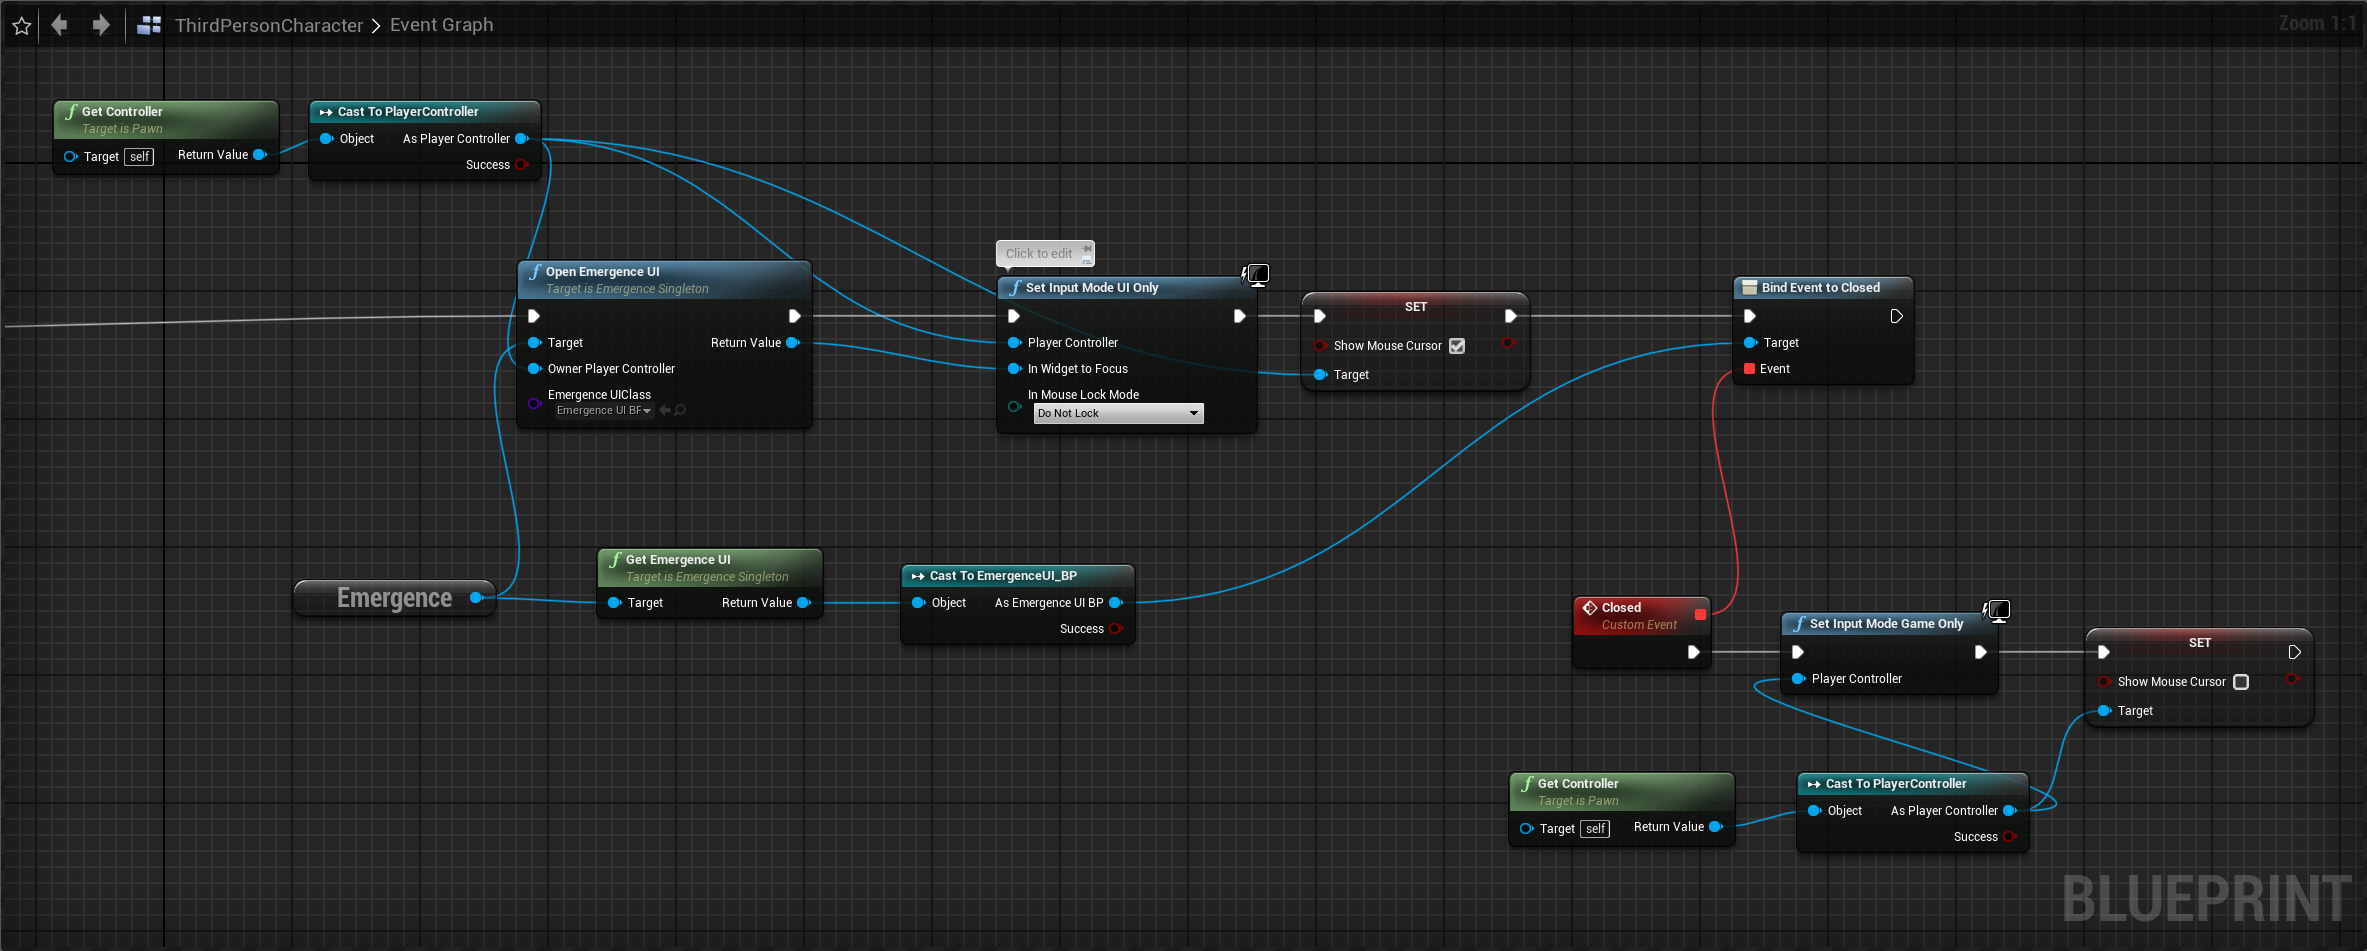 ThirdPersonCharacter > Event Graph
Zoom 1:1
f Get Controller
Target is Pawn
Target self
Return Value
Cast To PlayerController
Object
As Player Controller
Success
f Open Emergence UI
Target is Emergence Singleton
Target
Return Value
Owner Player Controller
Emergence UIClass
Emergence UI BF
Click to edit
f Set Input Mode UI Only
Player Controller
In Widget to Focus
In Mouse Lock Mode
Do Not Lock
SET
Show Mouse Cursor
Target
Bind Event to Closed
Target
Event
Emergence
f Get Emergence UI
Target is Emergence Singleton
Target
Return Value
Cast To EmergenceUI_BP
Object
As Emergence UI BP
Success
Closed
Custom Event
f Set Input Mode Game Only
Player Controller
SET
Show Mouse Cursor
Target
f Get Controller
Target is Pawn
Target self
Return Value
Cast To PlayerController
Object
As Player Controller
Success
BLUEPRINT